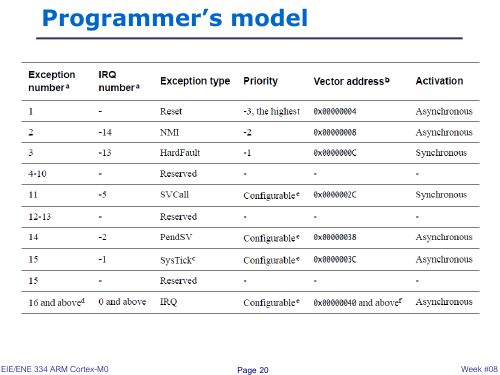 Programmer's model
Exception number a IRQ number a Exception type Priority Vector address b Activation
1 - Reset -3, the highest 0x00000004 Asynchronous
2 -14 NMI -2 0x00000008 Asynchronous
3 -13 HardFault -1 0x0000000C Synchronous
4-10 - Reserved - - -
11 -5 SVCall Configurable e 0x0000002C Synchronous
12-13 - Reserved - - -
14 -2 PendSV Configurable e 0x00000038 Asynchronous
15 -1 SysTick c Configurable e 0x0000003C Asynchronous
15 - Reserved - - -
16 and above d 0 and above IRQ Configurable e 0x00000040 and above f Asynchronous
EIE/ENE 334 ARM Cortex-M0 Page 20 Week #08